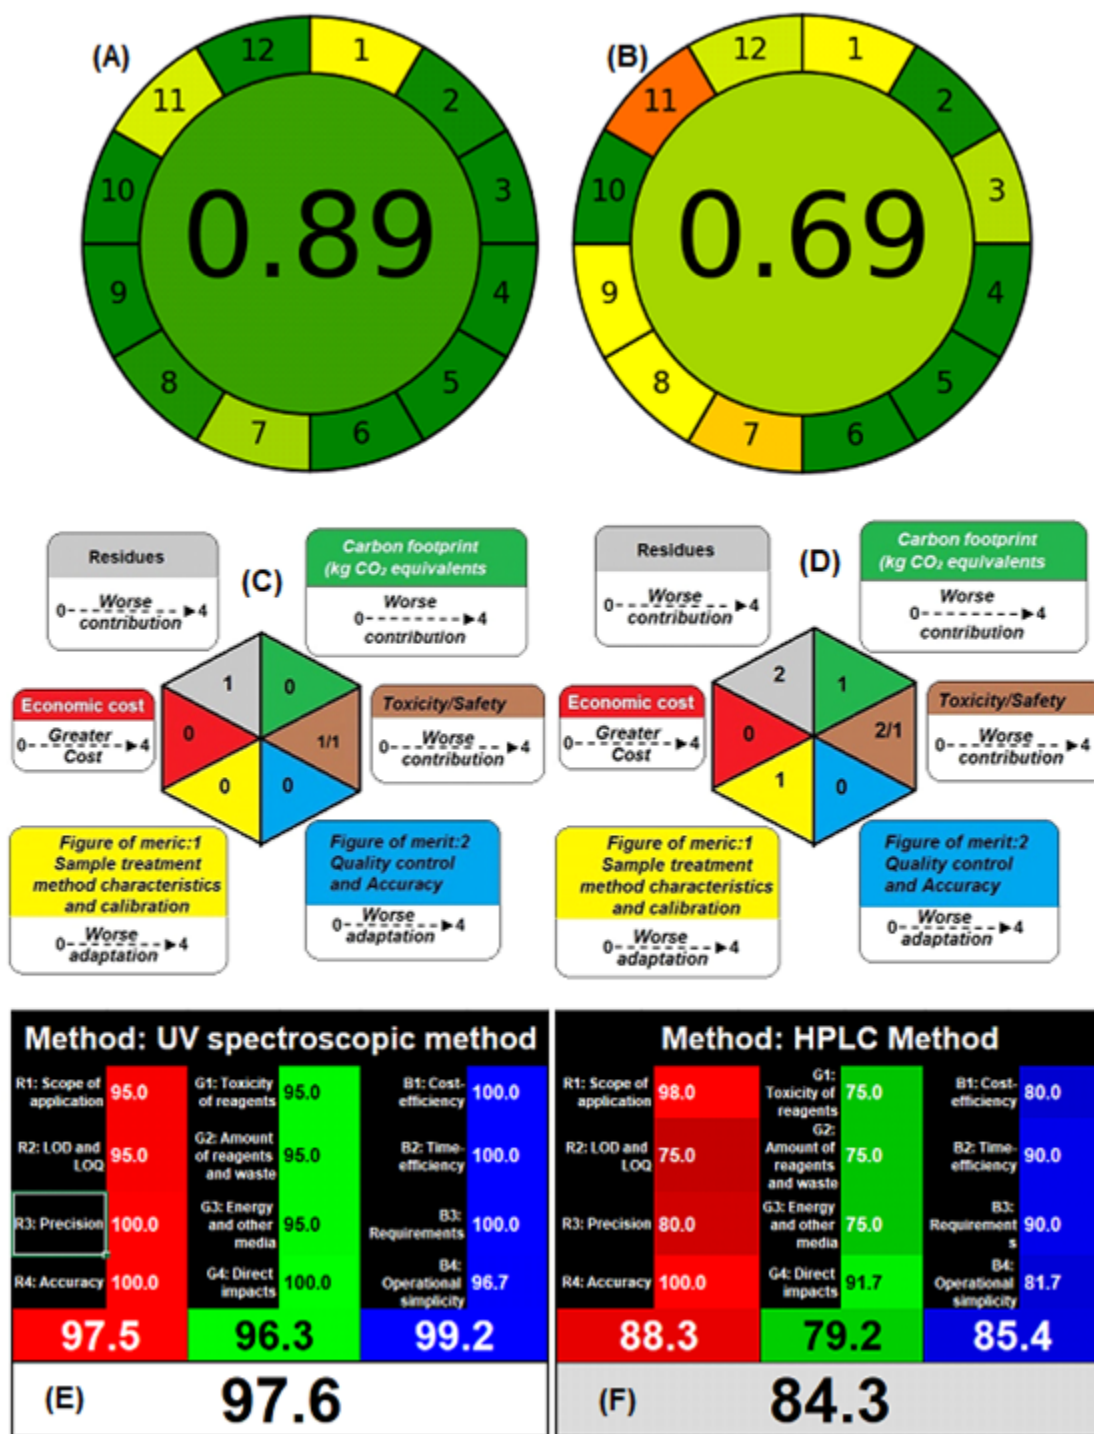 (A)
12
1
2
3
4
5
6
7
8
9
10
11
0.89
(B)
12
1
2
3
4
5
6
7
8
9
10
11
0.69
(C)
Residues
0 Worse 4
contribution
Carbon footprint
(kg CO₂ equivalents
Worse
0 4
contribution
Economic cost
0 Greater 4
Cost
Toxicity/Safety
0 Worse 4
contribution
1
0
0
1/1
0
0
Figure of meric:1
Sample treatment
method characteristics
and calibration
0 Worse 4
adaptation
Figure of merit:2
Quality control
and Accuracy
0 Worse 4
adaptation
(D)
Residues
0 Worse 4
contribution
Carbon footprint
(kg CO₂ equivalents
Worse
0 4
contribution
Economic cost
0 Greater 4
Cost
Toxicity/Safety
0 Worse 4
contribution
2
1
0
2/1
1
0
Figure of meric:1
Sample treatment
method characteristics
and calibration
0 Worse 4
adaptation
Figure of merit:2
Quality control
and Accuracy
0 Worse 4
adaptation
Method: UV spectroscopic method
R1: Scope of
application
95.0
G1: Toxicity
of reagents
95.0
B1: Cost-
efficiency
100.0
R2: LOD and
LOQ
95.0
G2: Amount
of reagents
and waste
95.0
B2: Time-
efficiency
100.0
R3: Precision
100.0
G3: Energy
and other
media
95.0
B3:
Requirements
100.0
R4: Accuracy
100.0
G4: Direct
impacts
100.0
B4:
Operational
simplicity
96.7
97.5
96.3
99.2
(E)
97.6
Method: HPLC Method
R1: Scope of
application
98.0
G1:
Toxicity of
reagents
75.0
B1: Cost-
efficiency
80.0
R2: LOD and
LOQ
75.0
G2:
Amount of
reagents
and waste
75.0
B2: Time-
efficiency
90.0
R3: Precision
80.0
G3: Energy
and other
media
75.0
B3:
Requirement
s
90.0
R4: Accuracy
100.0
G4: Direct
impacts
91.7
B4:
Operational
simplicity
81.7
88.3
79.2
85.4
(F)
84.3